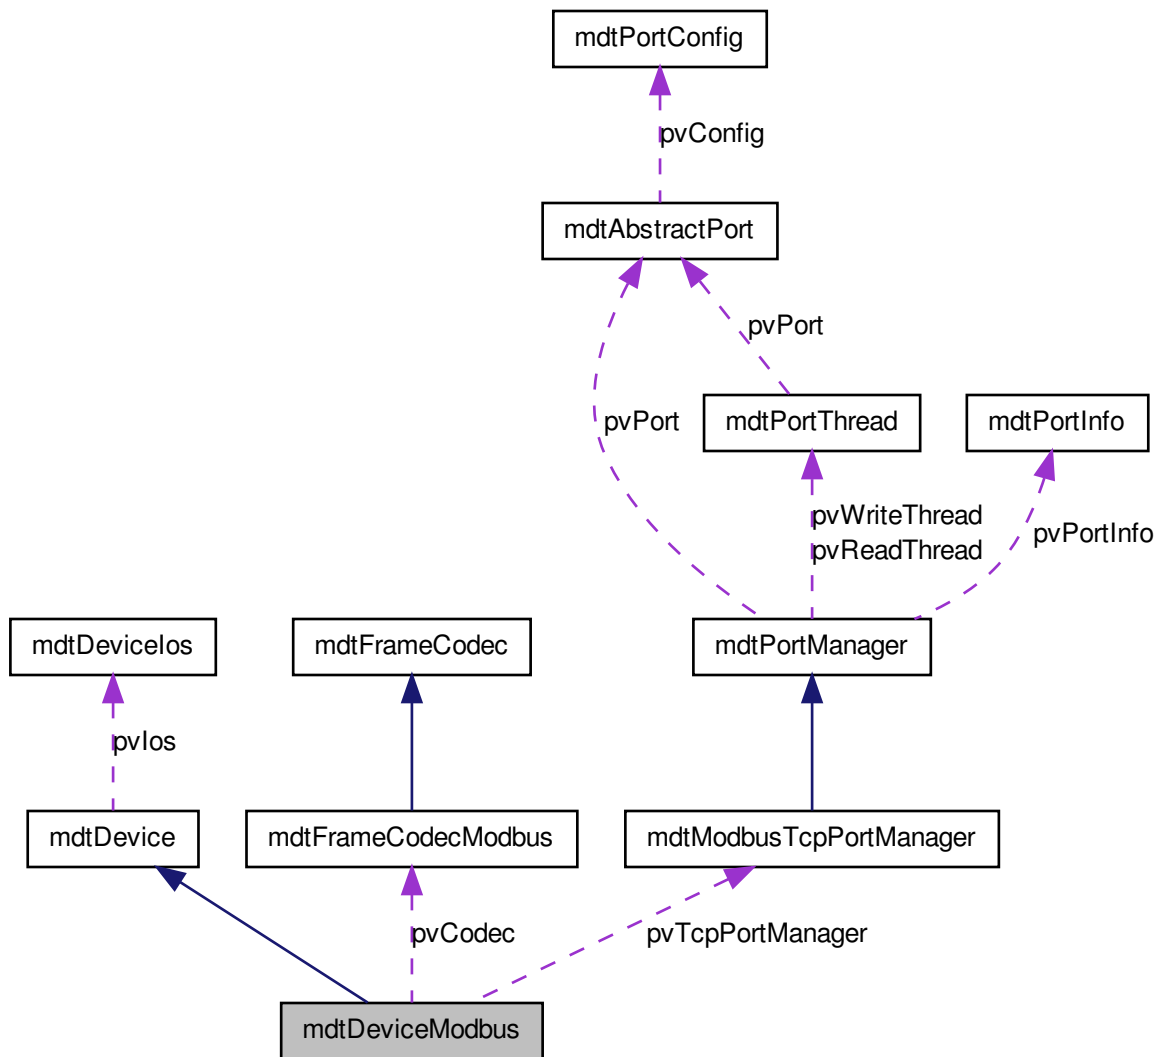 mdtPortConfig
pvConfig
mdtAbstractPort
pvPort
pvPort
mdtPortThread
mdtPortInfo
pvWriteThread
pvReadThread
pvPortInfo
mdtDeviceIos
mdtFrameCodec
mdtPortManager
pvIos
mdtDevice
mdtFrameCodecModbus
mdtModbusTcpPortManager
pvCodec
pvTcpPortManager
mdtDeviceModbus